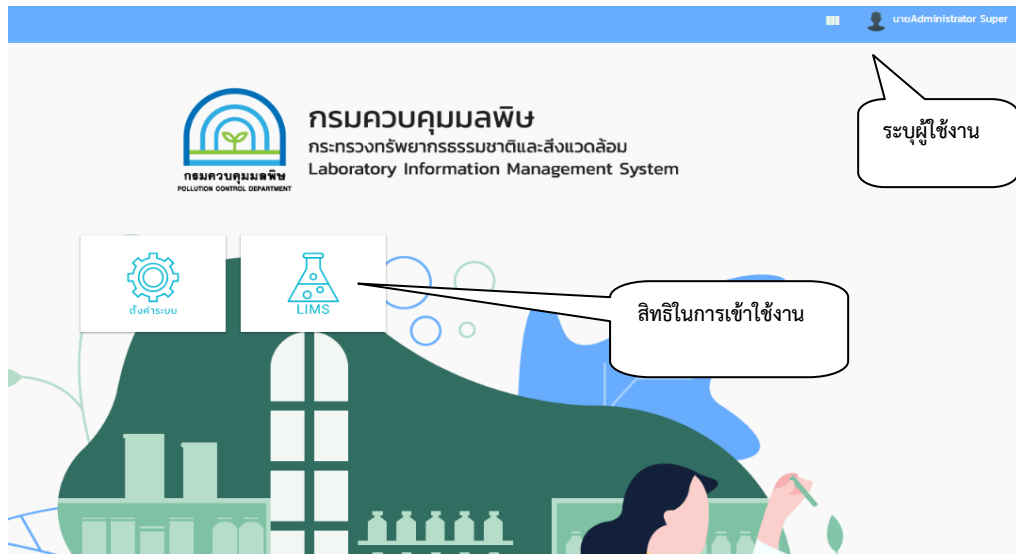 นายAdministrator Super
ระบุผู้ใช้งาน
กรมควบคุมมลพิษ
กระทรวงทรัพยากรธรรมชาติและสิ่งแวดล้อม
Laboratory Information Management System
กรมควบคุมมลพิษ
POLLUTION CONTROL DEPARTMENT
ตั้งค่าระบบ
LIMS
สิทธิในการเข้าใช้งาน